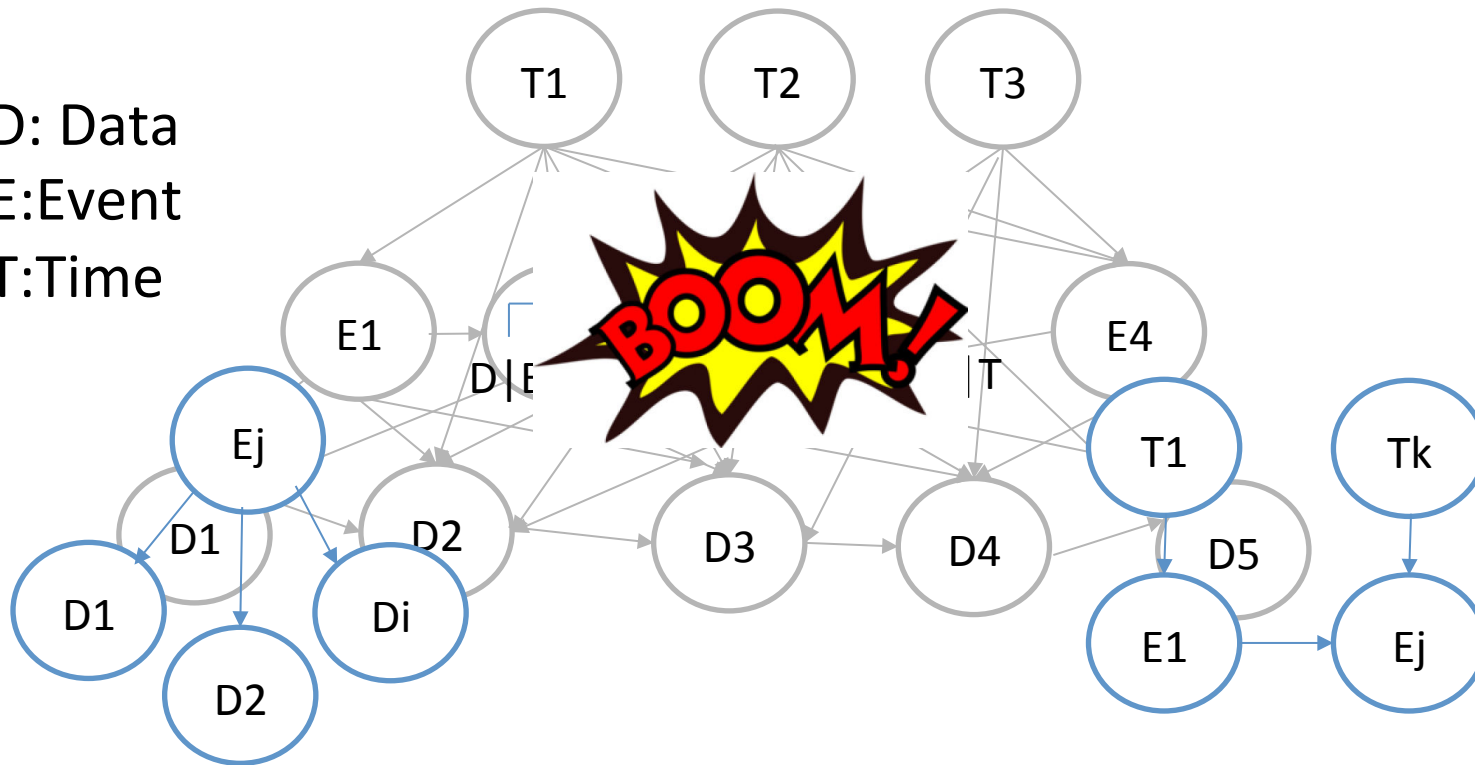 T1 T2 T3
D: Data
E:Event
T:Time
BOOM!
E1 E4
D|E |T
Ej T1 Tk
D1 D2 D3 D4 D5
D1 Di E1 Ej
D2